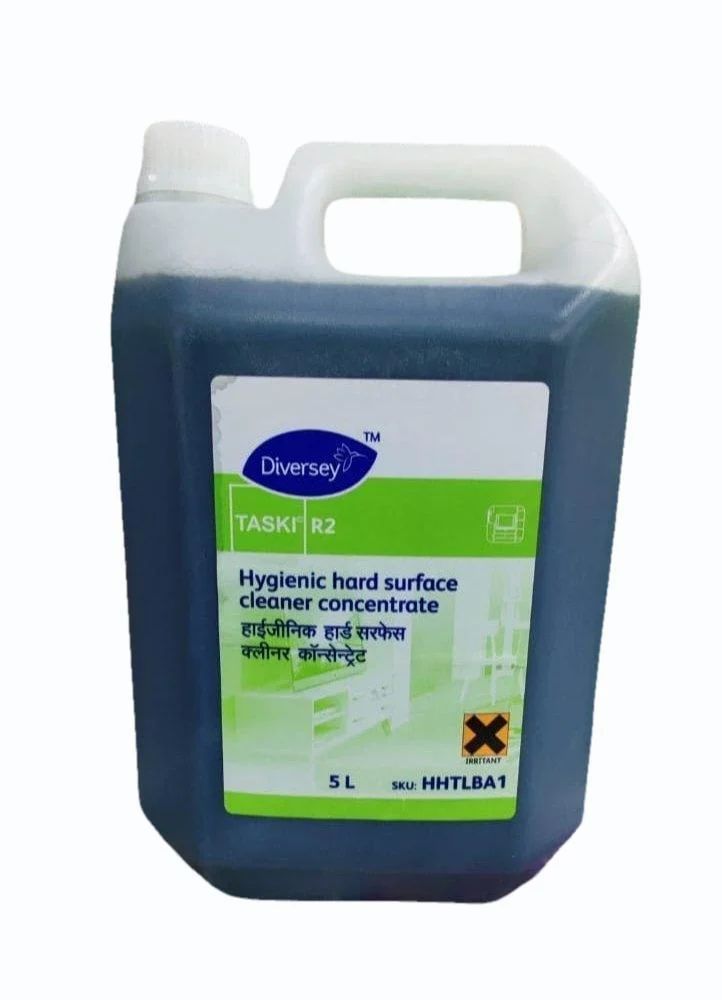 Diversey TM
TASKI® R2
Hygienic hard surface
cleaner concentrate
हाईजीनिक हार्ड सरफेस
क्लीनर कॉन्सेन्ट्रेट
IRRITANT
5 L SKU: HHTLBA1